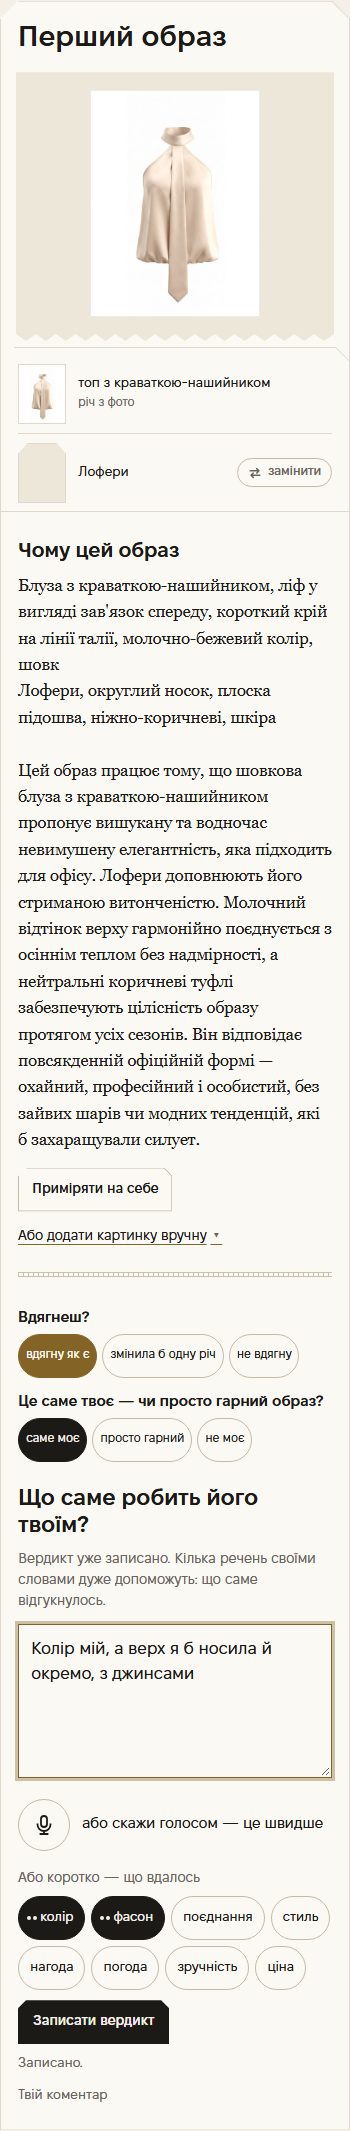 Перший образ
топ з краваткою-нашийником
річ з фото
Лофери
замінити
Чому цей образ
Блуза з краваткою-нашийником, ліф у
вигляді зав'язок спереду, короткий крій
на лінії талії, молочно-бежевий колір,
шовк
Лофери, округлий носок, плоска
підошва, ніжно-коричневі, шкіра
Цей образ працює тому, що шовкова
блуза з краваткою-нашийником
пропонує вишукану та водночас
невимушену елегантність, яка підходить
для офісу. Лофери доповнюють його
стриманою витонченістю. Молочний
відтінок верху гармонійно поєднується з
осіннім теплом без надмірності, а
нейтральні коричневі туфлі
забезпечують цілісність образу
протягом усіх сезонів. Він відповідає
повсякденній офіційній формі —
охайний, професійний і особистий, без
зайвих шарів чи модних тенденцій, які
б захаращували силует.
Приміряти на себе
Або додати картинку вручну
Вдягнеш?
вдягну як є
змінила б одну річ
не вдягну
Це саме твоє — чи просто гарний образ?
саме моє
просто гарний
не моє
Що саме робить його
твоїм?
Вердикт уже записано. Кілька речень своїми
словами дуже допоможуть: що саме
відгукнулось.
Колір мій, а верх я б носила й
окремо, з джинсами
або скажи голосом — це швидше
Або коротко — що вдалось
колір
фасон
поєднання
стиль
нагода
погода
зручність
ціна
Записати вердикт
Записано.
Твій коментар